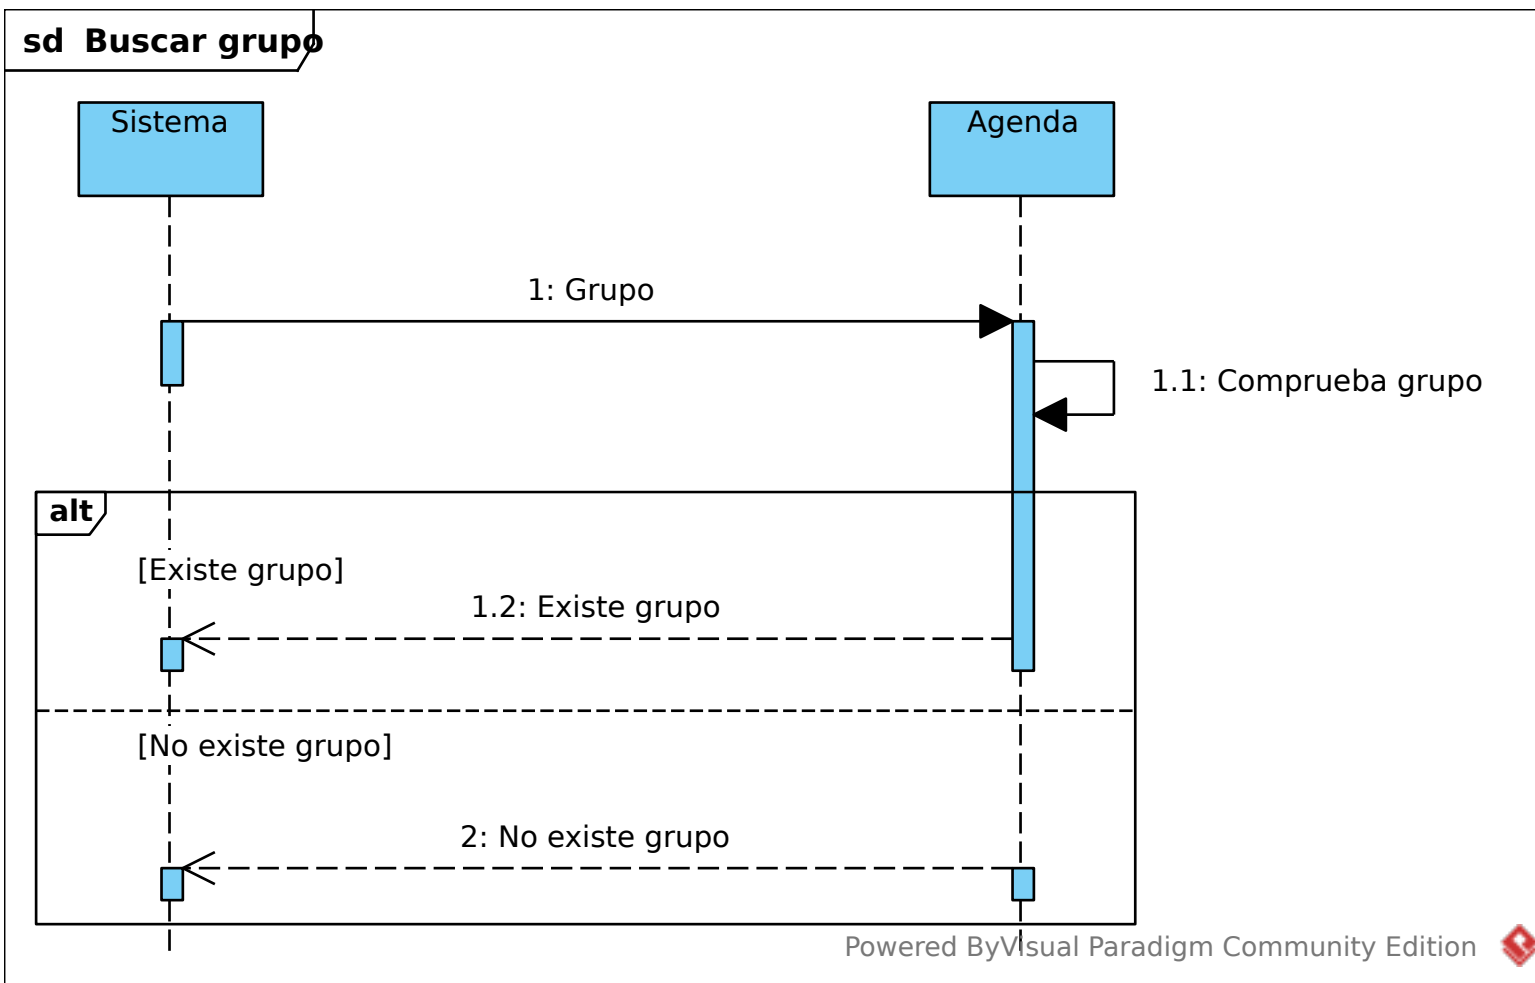 sd Buscar grupo
Sistema
Agenda
1: Grupo
1.1: Comprueba grupo
alt
[Existe grupo]
1.2: Existe grupo
[No existe grupo]
2: No existe grupo
Powered ByVisual Paradigm Community Edition